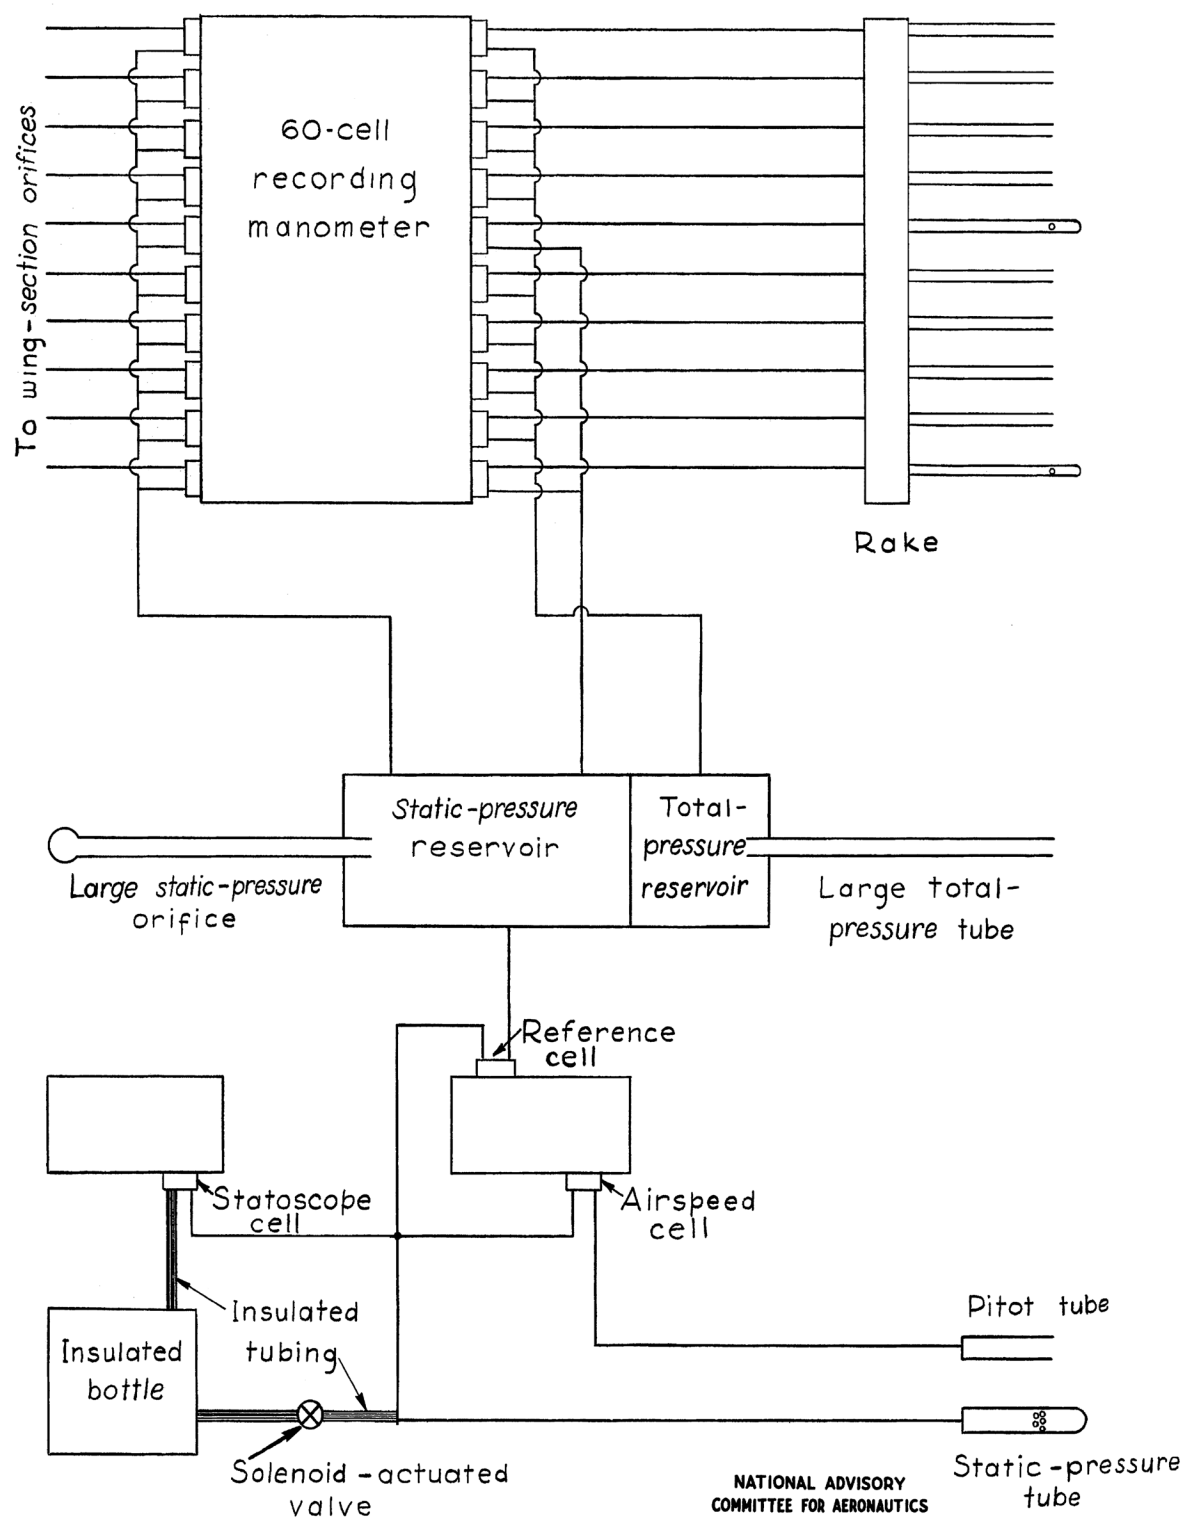 To wing-section orifices
60-cell
recording
manometer
Rake
Static-pressure
reservoir
Total-
pressure
reservoir
Large static-pressure
orifice
Large total-
pressure tube
Reference
cell
Statoscope
cell
Airspeed
cell
Insulated
tubing
Insulated
bottle
Pitot tube
Solenoid-actuated
valve
Static-pressure
tube
NATIONAL ADVISORY
COMMITTEE FOR AERONAUTICS